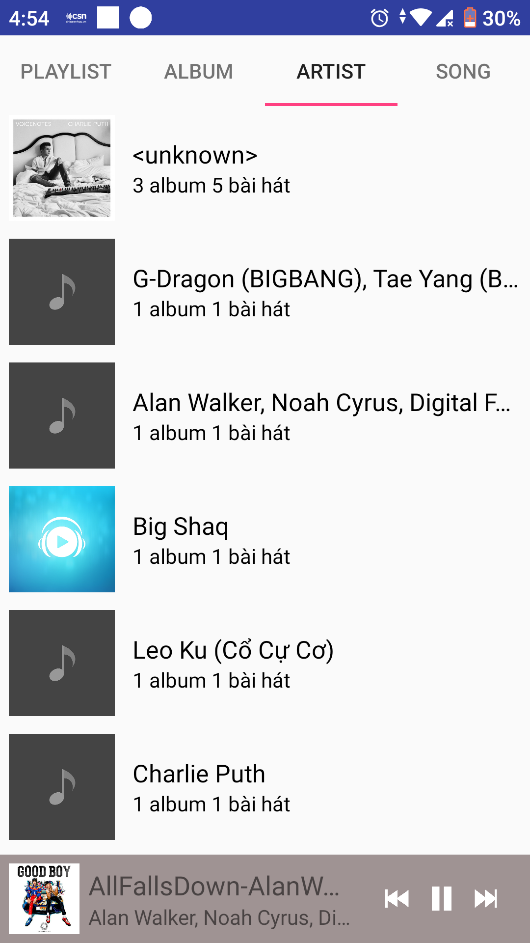 4:54
csn
30%
PLAYLIST ALBUM ARTIST SONG
VOICENOTES CHARLIE PUTH
<unknown>
3 album 5 bài hát
G-Dragon (BIGBANG), Tae Yang (B...
1 album 1 bài hát
Alan Walker, Noah Cyrus, Digital F...
1 album 1 bài hát
Big Shaq
1 album 1 bài hát
Leo Ku (Cổ Cự Cơ)
1 album 1 bài hát
Charlie Puth
1 album 1 bài hát
GOOD BOY
AllFallsDown-AlanW...
Alan Walker, Noah Cyrus, Di...